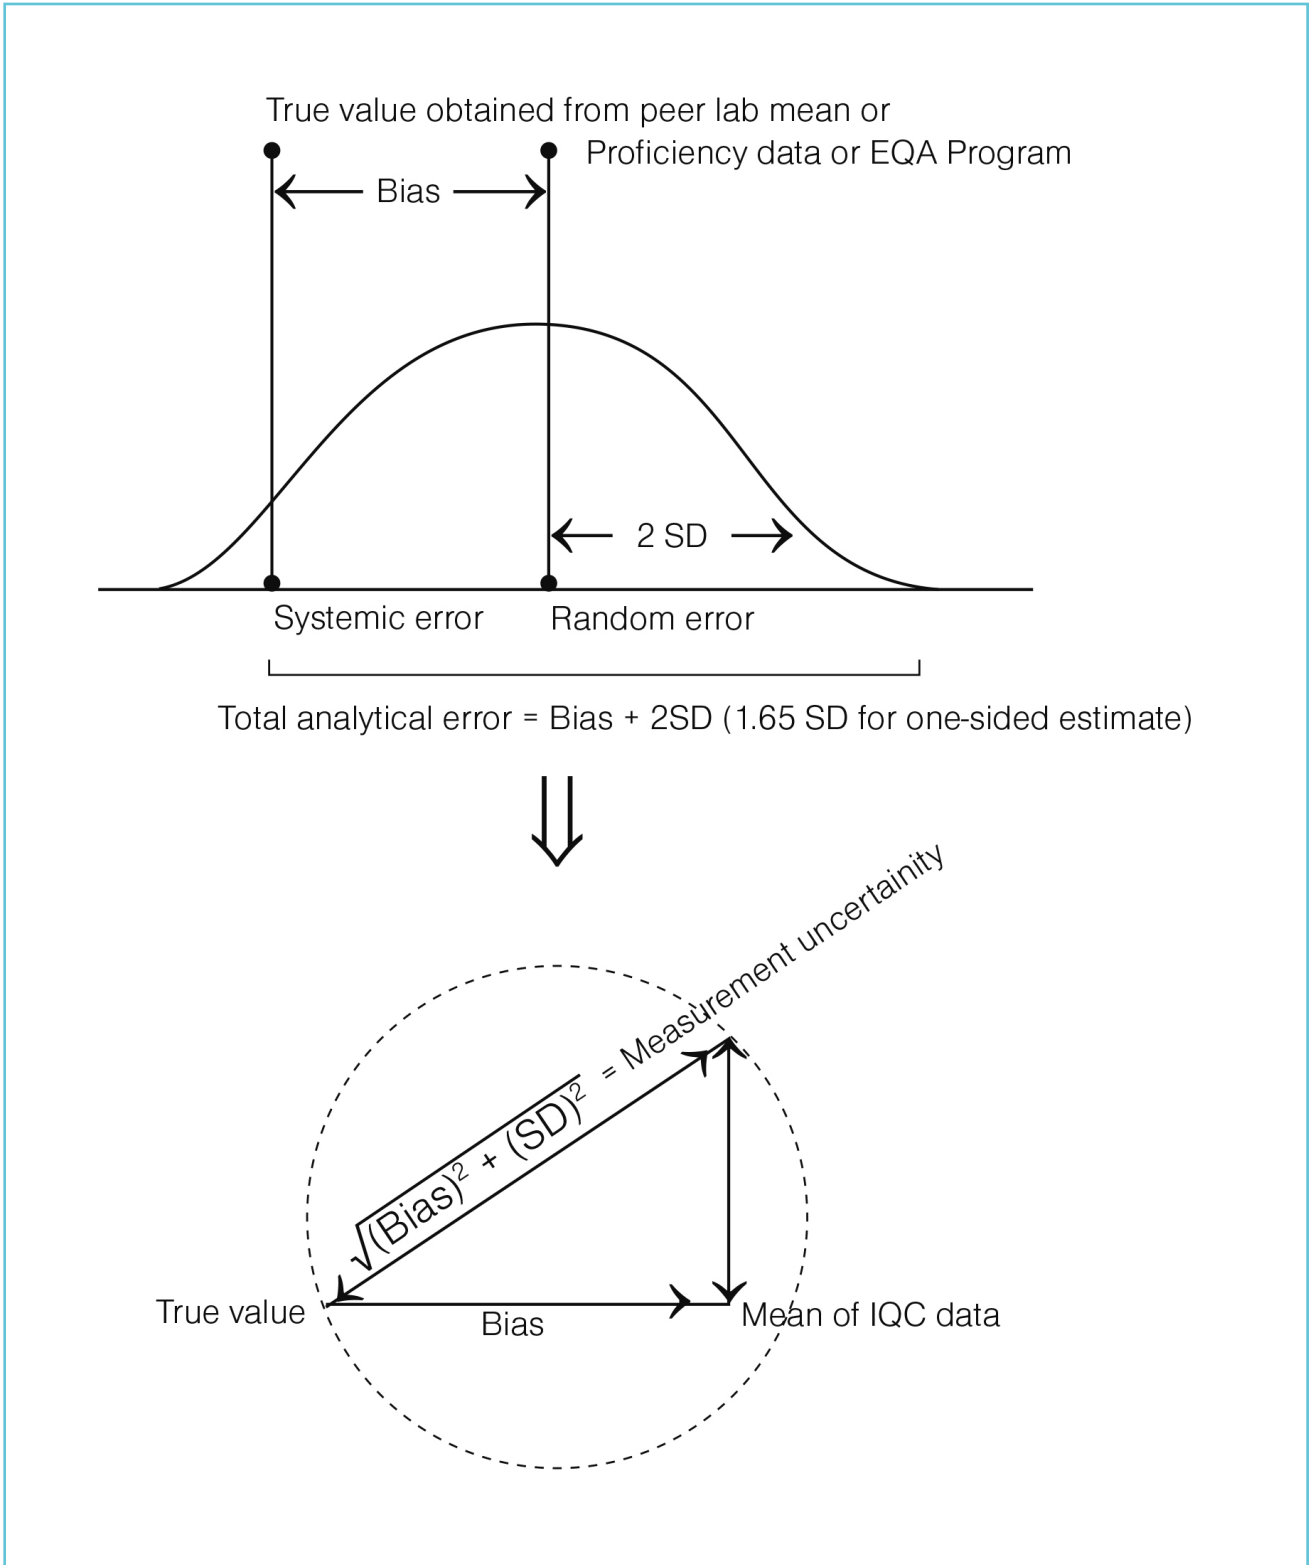 True value obtained from peer lab mean or
Proficiency data or EQA Program
Bias
2 SD
Systemic error
Random error
Total analytical error = Bias + 2SD (1.65 SD for one-sided estimate)
√(Bias)² + (SD)² = Measurement uncertainity
True value
Bias
Mean of IQC data